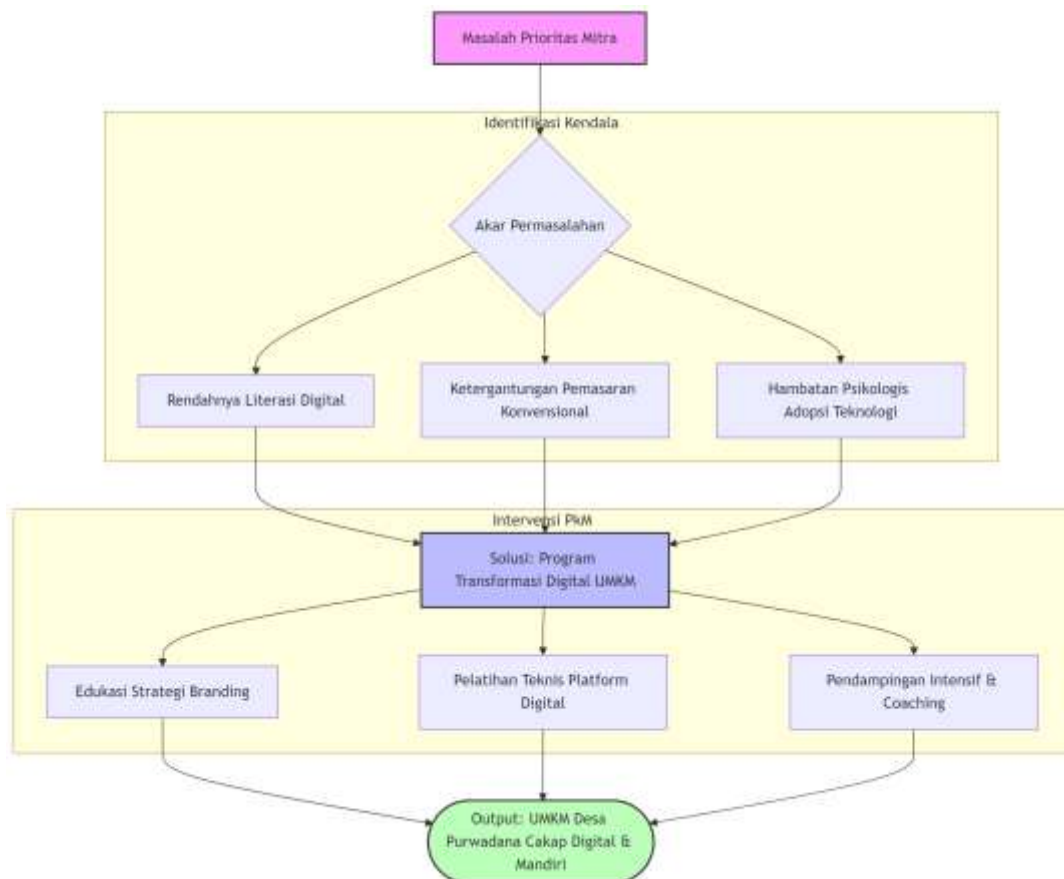 Masalah Prioritas Mitra
Identifikasi Kendala
Akar Permasalahan
Rendahnya Literasi Digital
Ketergantungan Pemasaran
Konvensional
Hambatan Psikologis
Adopsi Teknologi
Intervensi PkM
Solusi: Program
Transformasi Digital UMKM
Edukasi Strategi Branding
Pelatihan Teknis Platform
Digital
Pendampingan Intensif &
Coaching
Output: UMKM Desa
Purwadana Cakap Digital &
Mandiri